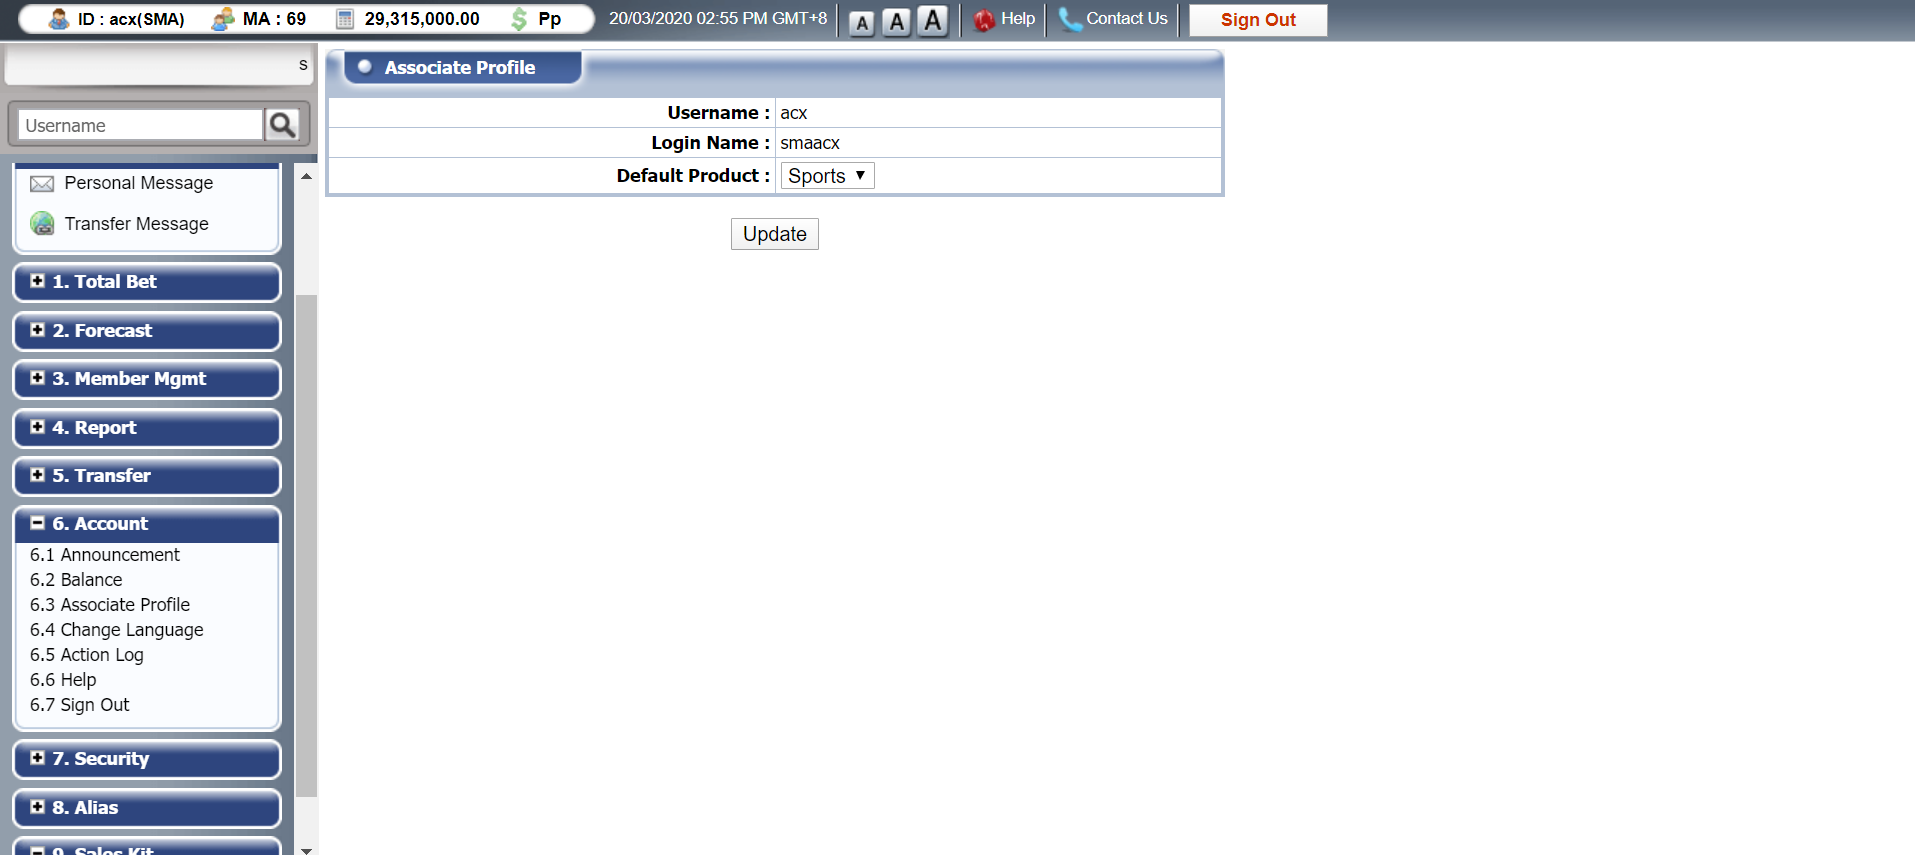 ID : acx(SMA) MA : 69 29,315,000.00 Pp 20/03/2020 02:55 PM GMT+8 A A A Help Contact Us Sign Out
s
Username
Personal Message
Transfer Message
1. Total Bet
2. Forecast
3. Member Mgmt
4. Report
5. Transfer
6. Account
6.1 Announcement
6.2 Balance
6.3 Associate Profile
6.4 Change Language
6.5 Action Log
6.6 Help
6.7 Sign Out
7. Security
8. Alias
9. Sales Kit
Associate Profile
Username : acx
Login Name : smaacx
Default Product : Sports
Update